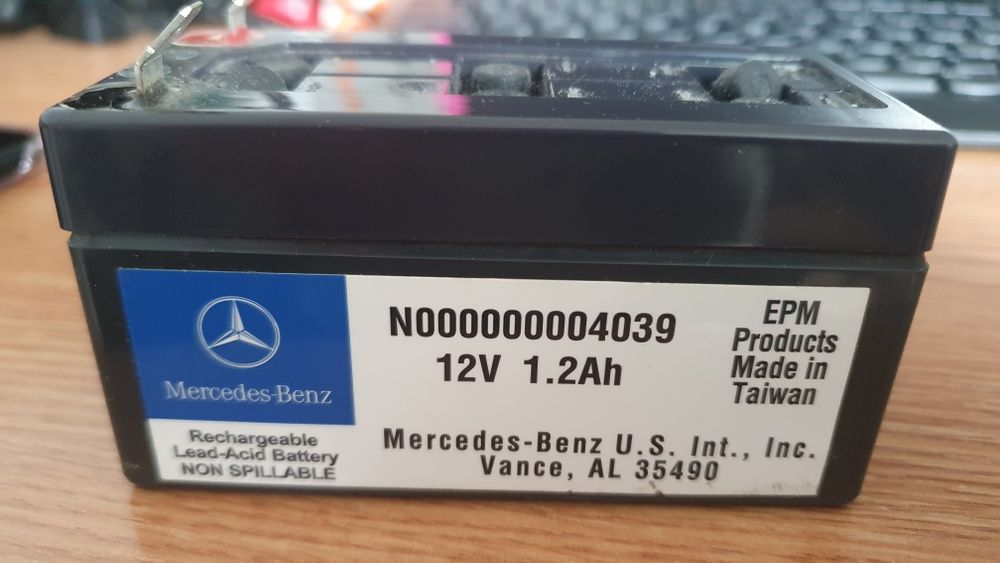 N000000004039
12V 1.2Ah
EPM
Products
Made in
Taiwan
Mercedes-Benz
Rechargeable
Lead-Acid Battery
NON SPILLABLE
Mercedes-Benz U.S. Int., Inc.
Vance, AL 35490